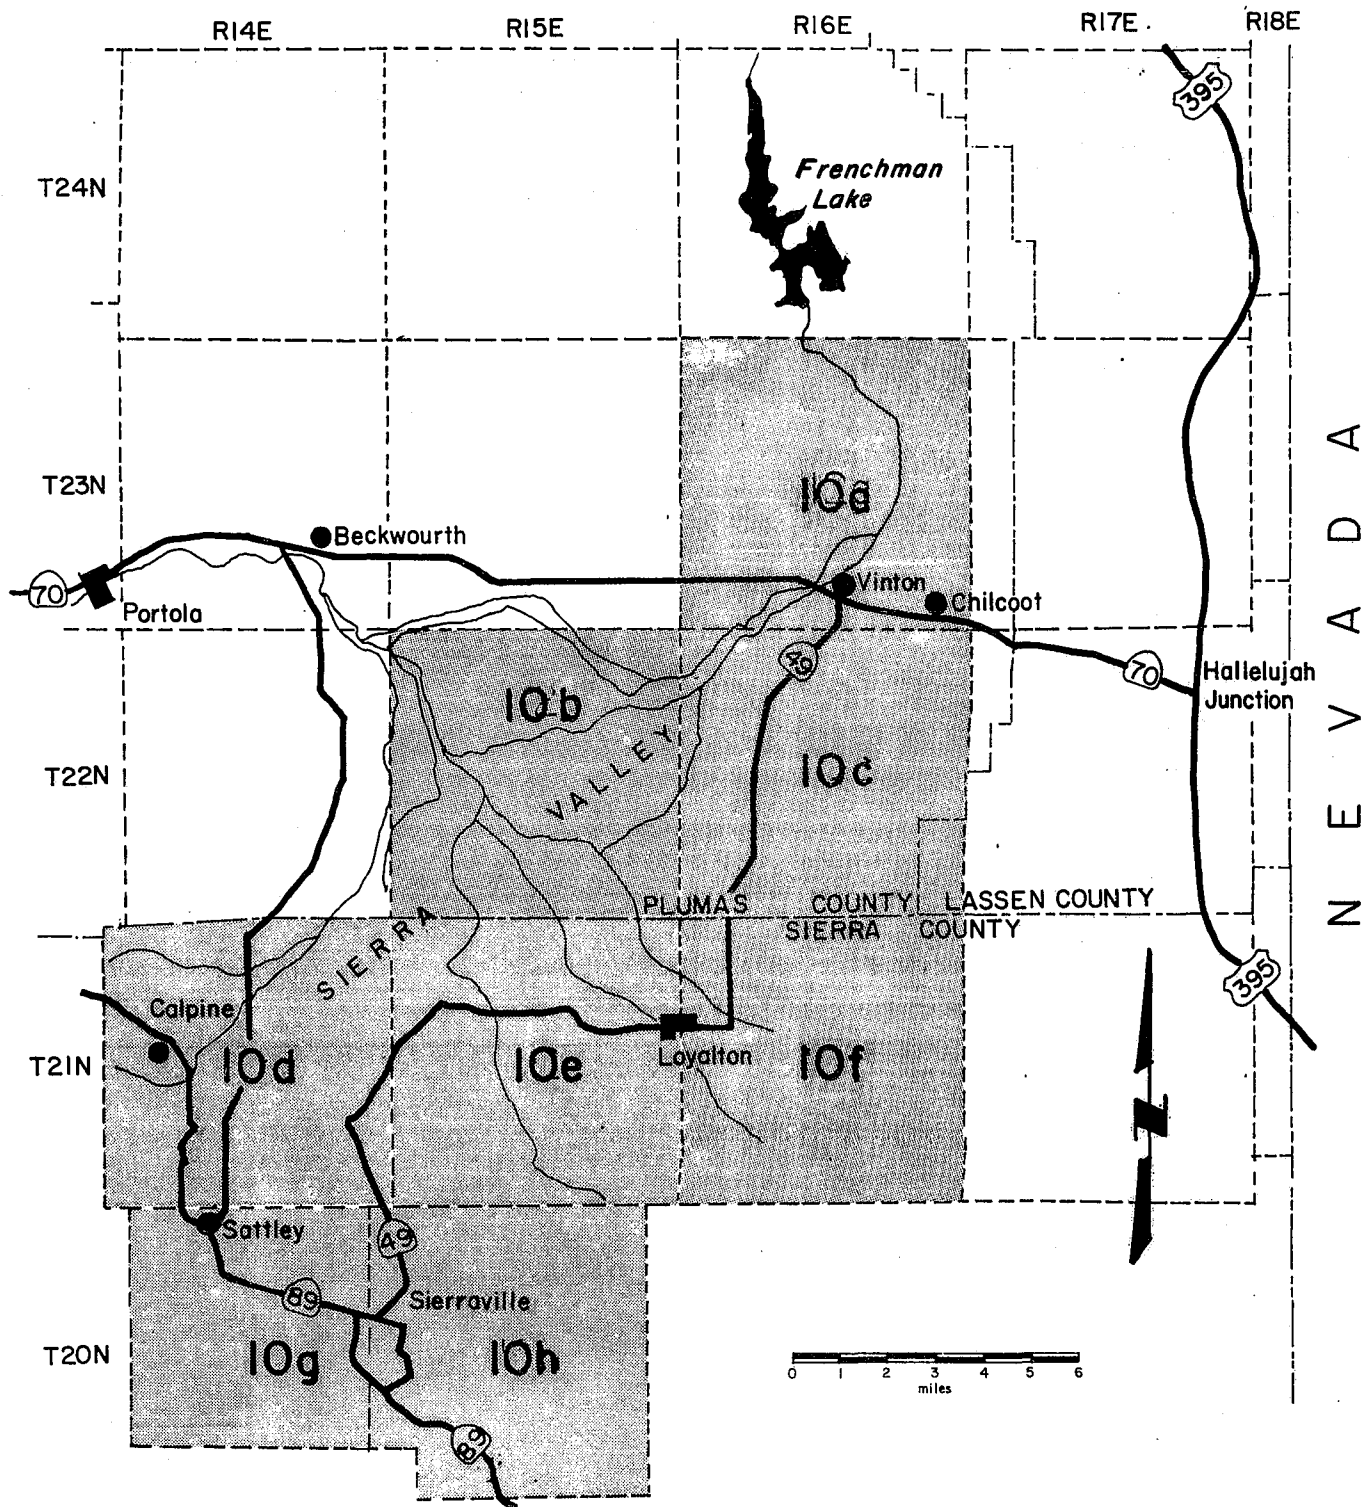 R14E R15E R16E R17E R18E
395
T24N
Frenchman
Lake
T23N
10a
Beckwourth
70
Portola
Vinton
Chilcoot
49
70
Hallelujah
Junction
10b
VALLEY
T22N
10c
NEVADA
PLUMAS COUNTY LASSEN COUNTY
SIERRA COUNTY
SIERRA
395
Calpine
T21N
10d
10e
Loyalton
10f
Sattley
49
89
Sierraville
T20N
10g
10h
0 1 2 3 4 5 6
miles
89